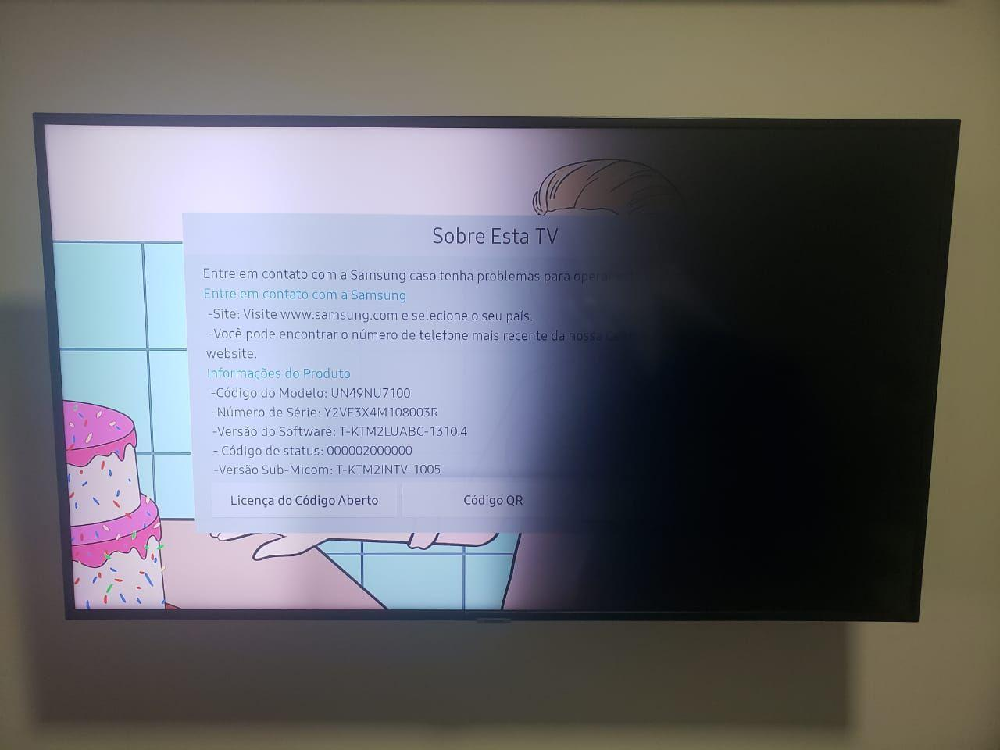 Sobre Esta TV
Entre em contato com a Samsung caso tenha problemas para operar
Entre em contato com a Samsung
-Site: Visite www.samsung.com e selecione o seu país.
-Você pode encontrar o número de telefone mais recente da nossa
website.
Informações do Produto
-Código do Modelo: UN49NU7100
-Número de Série: Y2VF3X4M108003R
-Versão do Software: T-KTM2LUABC-1310.4
- Código de status: 000002000000
-Versão Sub-Micom: T-KTM2INTV-1005
Licença do Código Aberto
Código QR